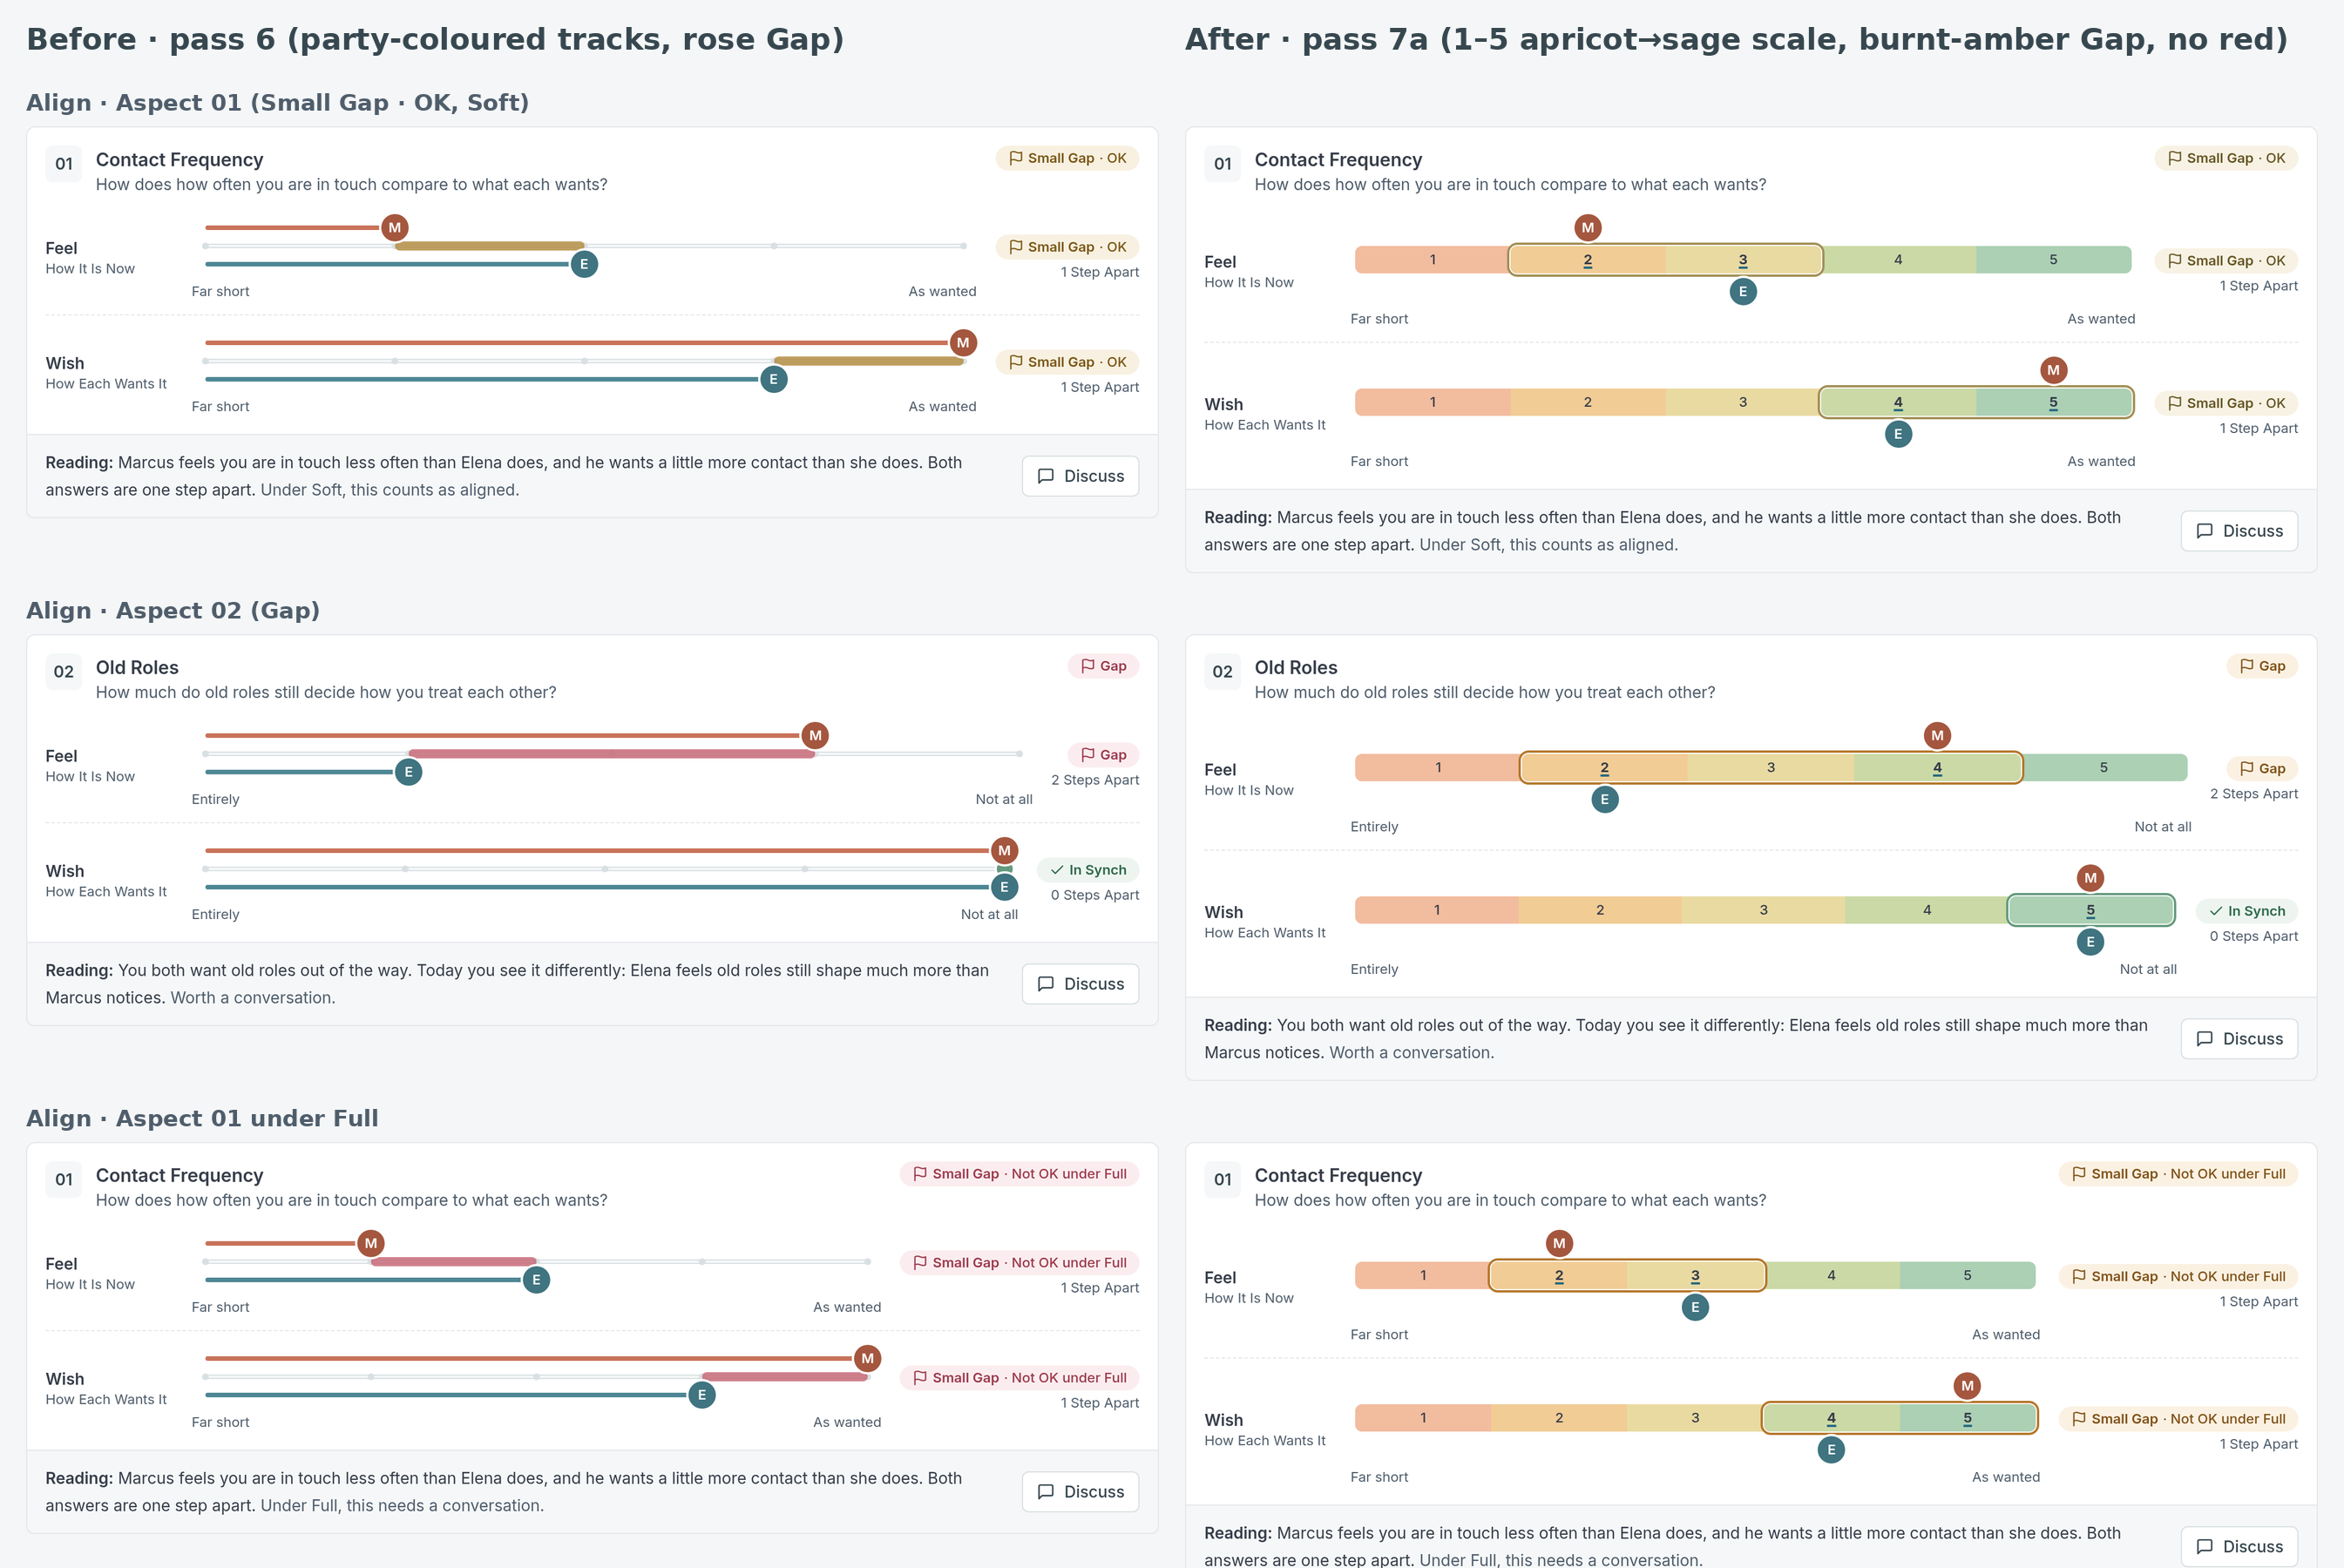 Before · pass 6 (party-coloured tracks, rose Gap)
Align · Aspect 01 (Small Gap · OK, Soft)
01
Contact Frequency
Small Gap · OK
How does how often you are in touch compare to what each wants?
M
Feel
Small Gap · OK
How It Is Now
E
1 Step Apart
Far short
As wanted
M
Wish
Small Gap · OK
How Each Wants It
E
1 Step Apart
Far short
As wanted
Reading: Marcus feels you are in touch less often than Elena does, and he wants a little more contact than she does. Both
answers are one step apart. Under Soft, this counts as aligned.
Discuss
Align · Aspect 02 (Gap)
02
Old Roles
Gap
How much do old roles still decide how you treat each other?
M
Feel
Gap
How It Is Now
E
2 Steps Apart
Entirely
Not at all
M
Wish
In Synch
How Each Wants It
E
0 Steps Apart
Entirely
Not at all
Reading: You both want old roles out of the way. Today you see it differently: Elena feels old roles still shape much more than
Marcus notices. Worth a conversation.
Discuss
Align · Aspect 01 under Full
01
Contact Frequency
Small Gap · Not OK under Full
How does how often you are in touch compare to what each wants?
M
Feel
Small Gap · Not OK under Full
How It Is Now
E
1 Step Apart
Far short
As wanted
M
Wish
Small Gap · Not OK under Full
How Each Wants It
E
1 Step Apart
Far short
As wanted
Reading: Marcus feels you are in touch less often than Elena does, and he wants a little more contact than she does. Both
answers are one step apart. Under Full, this needs a conversation.
Discuss
After · pass 7a (1–5 apricot→sage scale, burnt-amber Gap, no red)
01
Contact Frequency
Small Gap · OK
How does how often you are in touch compare to what each wants?
M
Feel
1 2 3 4 5
Small Gap · OK
How It Is Now
E
1 Step Apart
Far short
As wanted
M
Wish
1 2 3 4 5
Small Gap · OK
How Each Wants It
E
1 Step Apart
Far short
As wanted
Reading: Marcus feels you are in touch less often than Elena does, and he wants a little more contact than she does. Both
answers are one step apart. Under Soft, this counts as aligned.
Discuss
02
Old Roles
Gap
How much do old roles still decide how you treat each other?
M
Feel
1 2 3 4 5
Gap
How It Is Now
E
2 Steps Apart
Entirely
Not at all
M
Wish
1 2 3 4 5
In Synch
How Each Wants It
E
0 Steps Apart
Entirely
Not at all
Reading: You both want old roles out of the way. Today you see it differently: Elena feels old roles still shape much more than
Marcus notices. Worth a conversation.
Discuss
01
Contact Frequency
Small Gap · Not OK under Full
How does how often you are in touch compare to what each wants?
M
Feel
1 2 3 4 5
Small Gap · Not OK under Full
How It Is Now
E
1 Step Apart
Far short
As wanted
M
Wish
1 2 3 4 5
Small Gap · Not OK under Full
How Each Wants It
E
1 Step Apart
Far short
As wanted
Reading: Marcus feels you are in touch less often than Elena does, and he wants a little more contact than she does. Both
answers are one step apart. Under Full, this needs a conversation.
Discuss